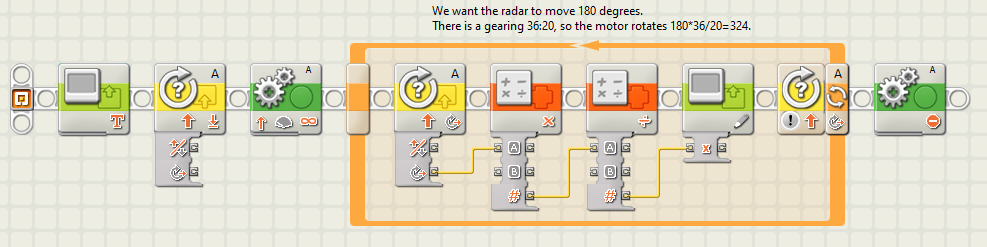 We want the radar to move 180 degrees.
There is a gearing 36:20, so the motor rotates 180*36/20=324.
A A A A A
T
A A
B B
# #
x